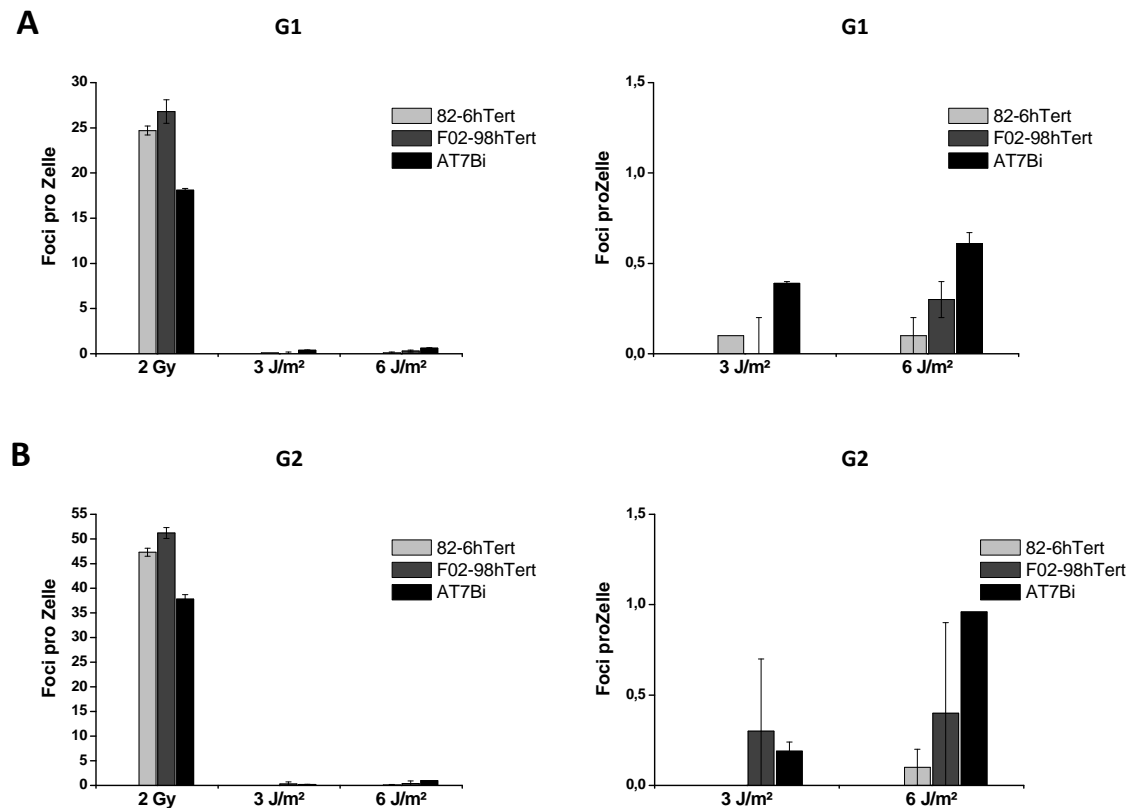 A
G1
30
25
20
15
10
5
0
Foci pro Zelle
2 Gy
3 J/m²
6 J/m²
82-6hTert
F02-98hTert
AT7Bi
G1
1,5
1,0
0,5
0,0
Foci proZelle
3 J/m²
6 J/m²
82-6hTert
F02-98hTert
AT7Bi
B
G2
55
50
45
40
35
30
25
20
15
10
5
0
Foci pro Zelle
2 Gy
3 J/m²
6 J/m²
82-6hTert
F02-98hTert
AT7Bi
G2
1,5
1,0
0,5
0,0
Foci proZelle
3 J/m²
6 J/m²
82-6hTert
F02-98hTert
AT7Bi